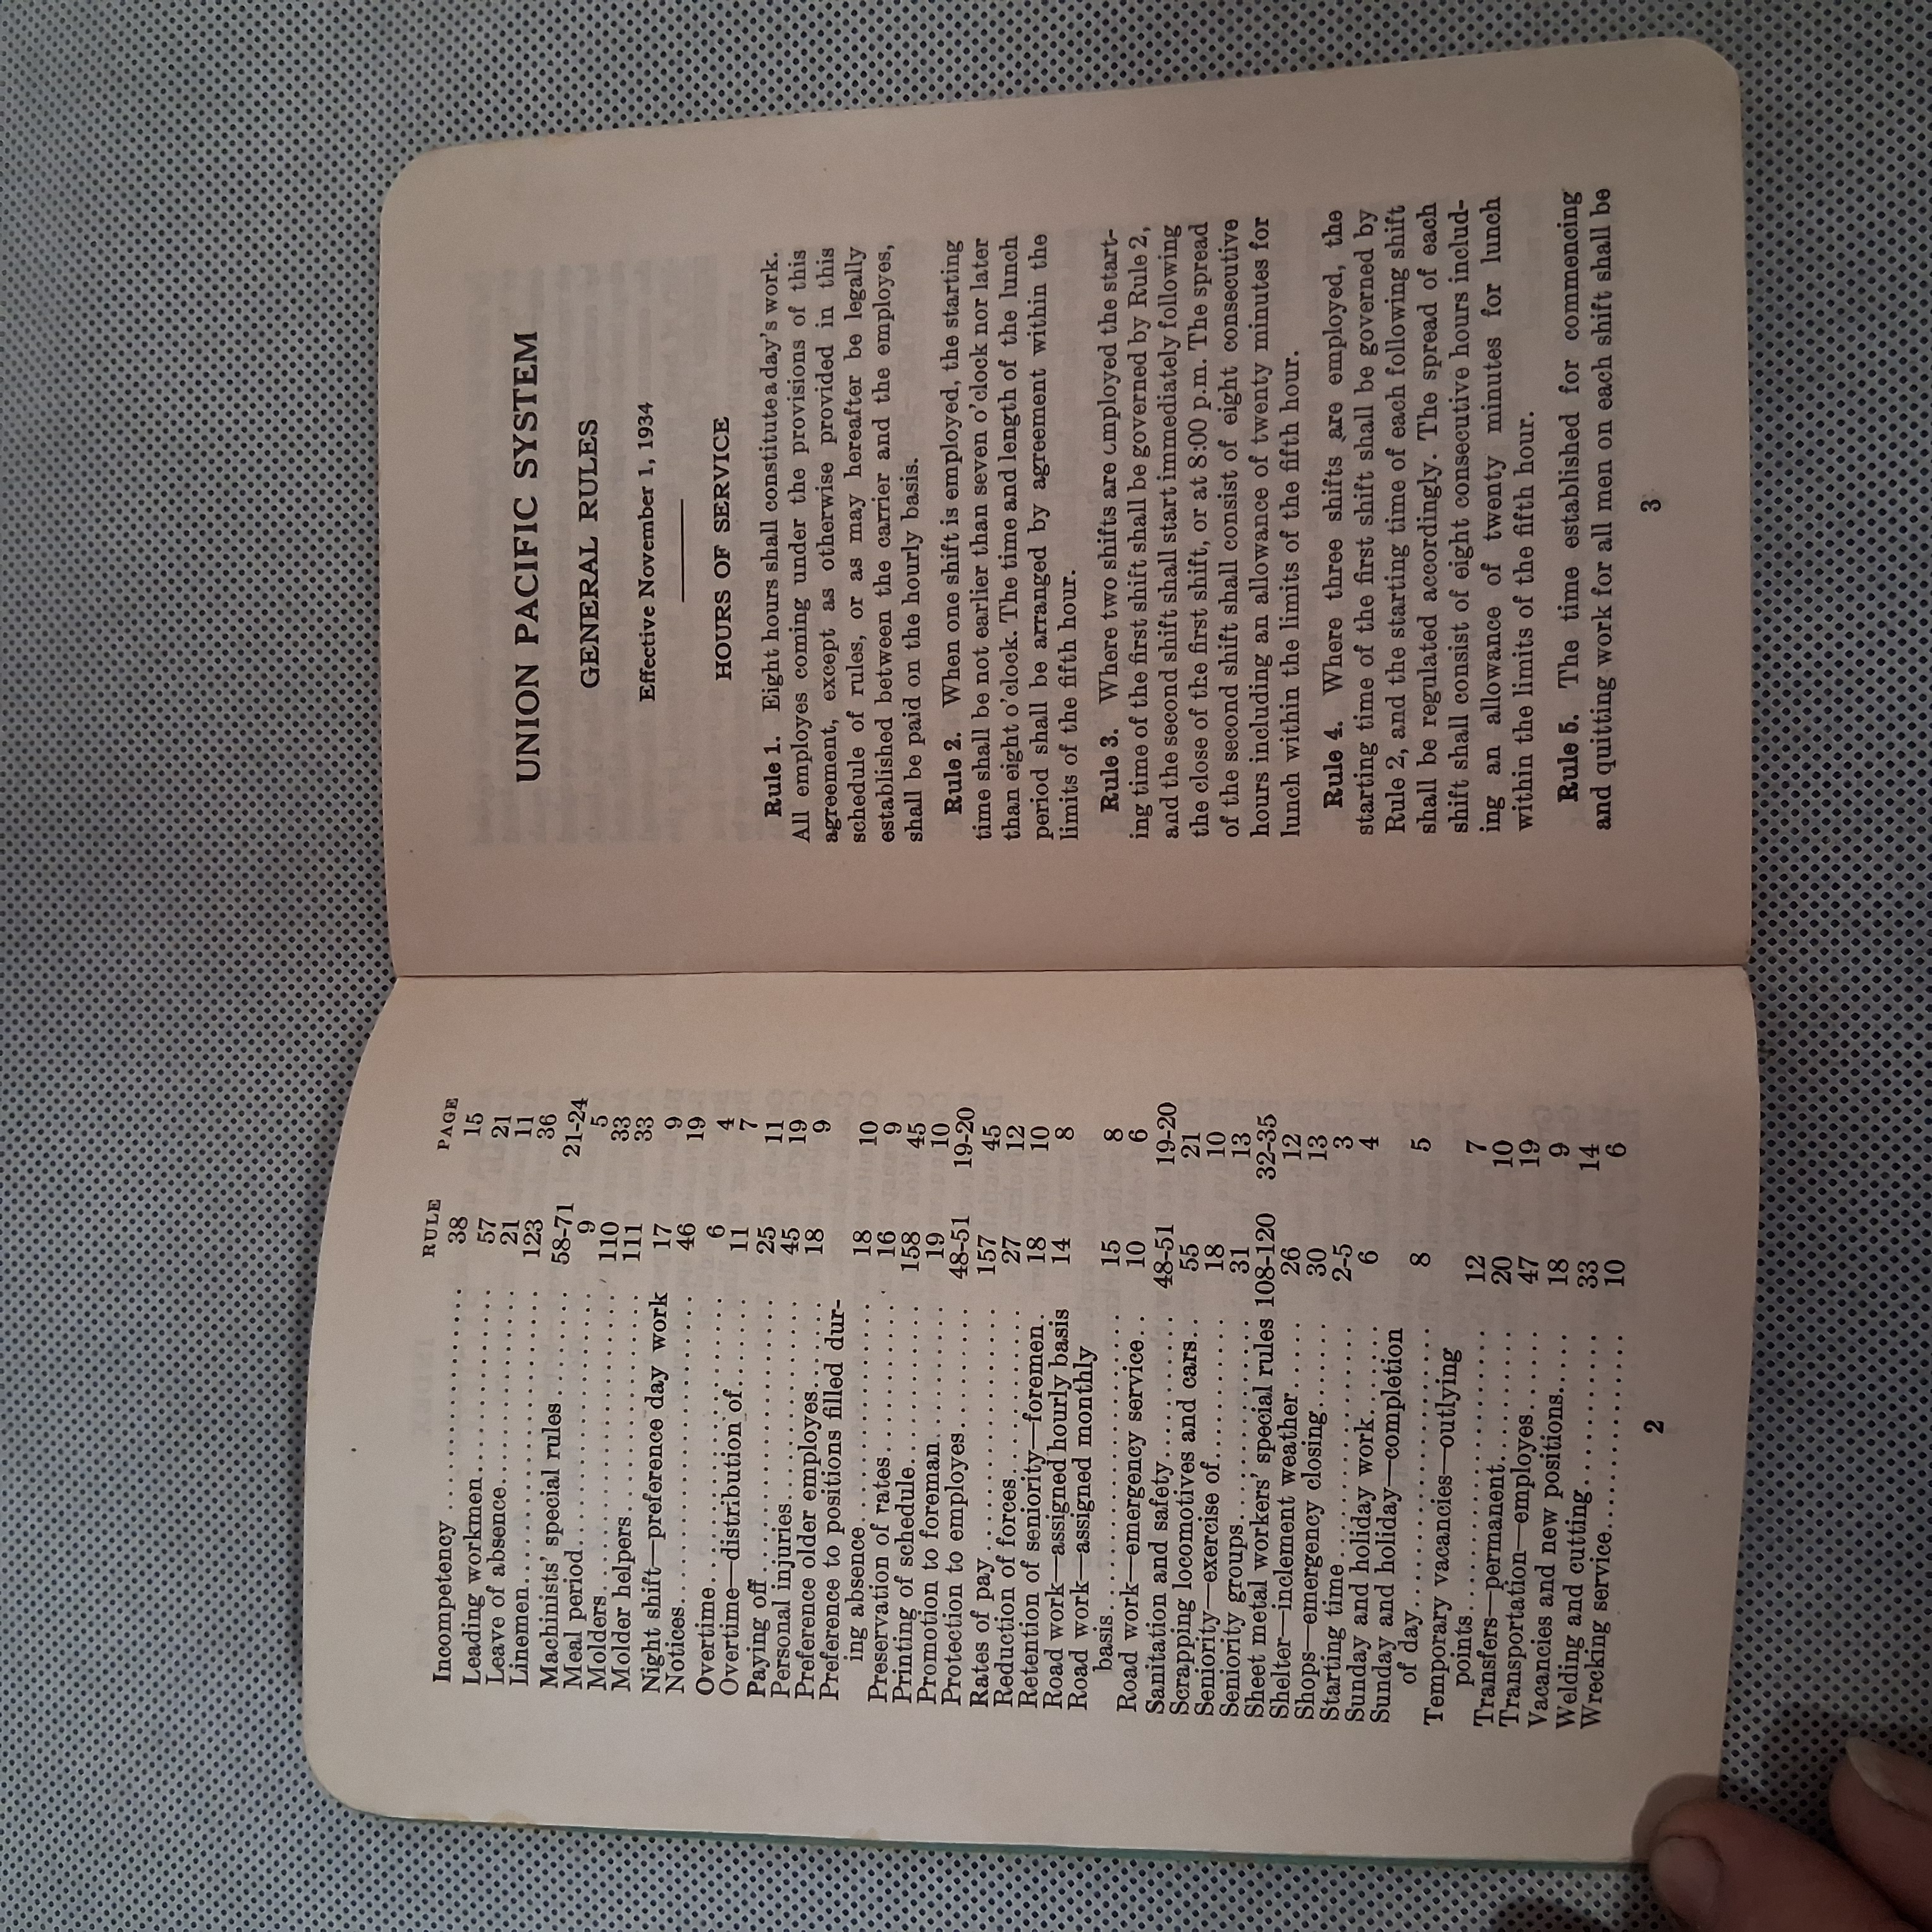 RULE PAGE
Incompetency.................... 38 15
Leading workmen............... 57 21
Leave of absence............... 21 11
Linemen........................ 123 36
Machinists' special rules....... 58-71 21-24
Meal period..................... 9 5
Molders......................... 110 33
Molder helpers.................. 111 33
Night shift—preference day work 17 9
Notices......................... 46 19
Overtime........................ 6 4
Overtime—distribution of....... 11 7
Paying off....................... 25 11
Personal injuries................ 45 19
Preference older employes....... 18 9
Preference to positions filled dur-
ing absence................... 18 10
Preservation of rates............ 16 9
Printing of schedule............. 158 45
Promotion to foreman........... 19 10
Protection to employes.......... 48-51 19-20
Rates of pay..................... 157 45
Reduction of forces.............. 27 12
Retention of seniority—foremen. 18 10
Road work—assigned hourly basis 14 8
Road work—assigned monthly
basis......................... 15 8
Road work—emergency service.. 10 6
Sanitation and safety........... 48-51 19-20
Scrapping locomotives and cars.. 55 21
Seniority—exercise of........... 18 10
Seniority groups................. 31 13
Sheet metal workers' special rules 108-120 32-35
Shelter—inclement weather...... 26 12
Shops—emergency closing....... 30 13
Starting time.................... 2-5 3
Sunday and holiday work....... 6 4
Sunday and holiday—completion
of day........................ 8 5
Temporary vacancies—outlying
points........................ 12 7
Transfers—permanent........... 20 10
Transportation—employes....... 47 19
Vacancies and new positions..... 18 9
Welding and cutting............. 33 14
Wrecking service................ 10 6
2
UNION PACIFIC SYSTEM
GENERAL RULES
Effective November 1, 1934
HOURS OF SERVICE
Rule 1. Eight hours shall constitute a day's work.
All employes coming under the provisions of this
agreement, except as otherwise provided in this
schedule of rules, or as may hereafter be legally
established between the carrier and the employes,
shall be paid on the hourly basis.
Rule 2. When one shift is employed, the starting
time shall be not earlier than seven o'clock nor later
than eight o'clock. The time and length of the lunch
period shall be arranged by agreement within the
limits of the fifth hour.
Rule 3. Where two shifts are employed the start-
ing time of the first shift shall be governed by Rule 2,
and the second shift shall start immediately following
the close of the first shift, or at 8:00 p.m. The spread
of the second shift shall consist of eight consecutive
hours including an allowance of twenty minutes for
lunch within the limits of the fifth hour.
Rule 4. Where three shifts are employed, the
starting time of the first shift shall be governed by
Rule 2, and the starting time of each following shift
shall be regulated accordingly. The spread of each
shift shall consist of eight consecutive hours includ-
ing an allowance of twenty minutes for lunch
within the limits of the fifth hour.
Rule 5. The time established for commencing
and quitting work for all men on each shift shall be
3